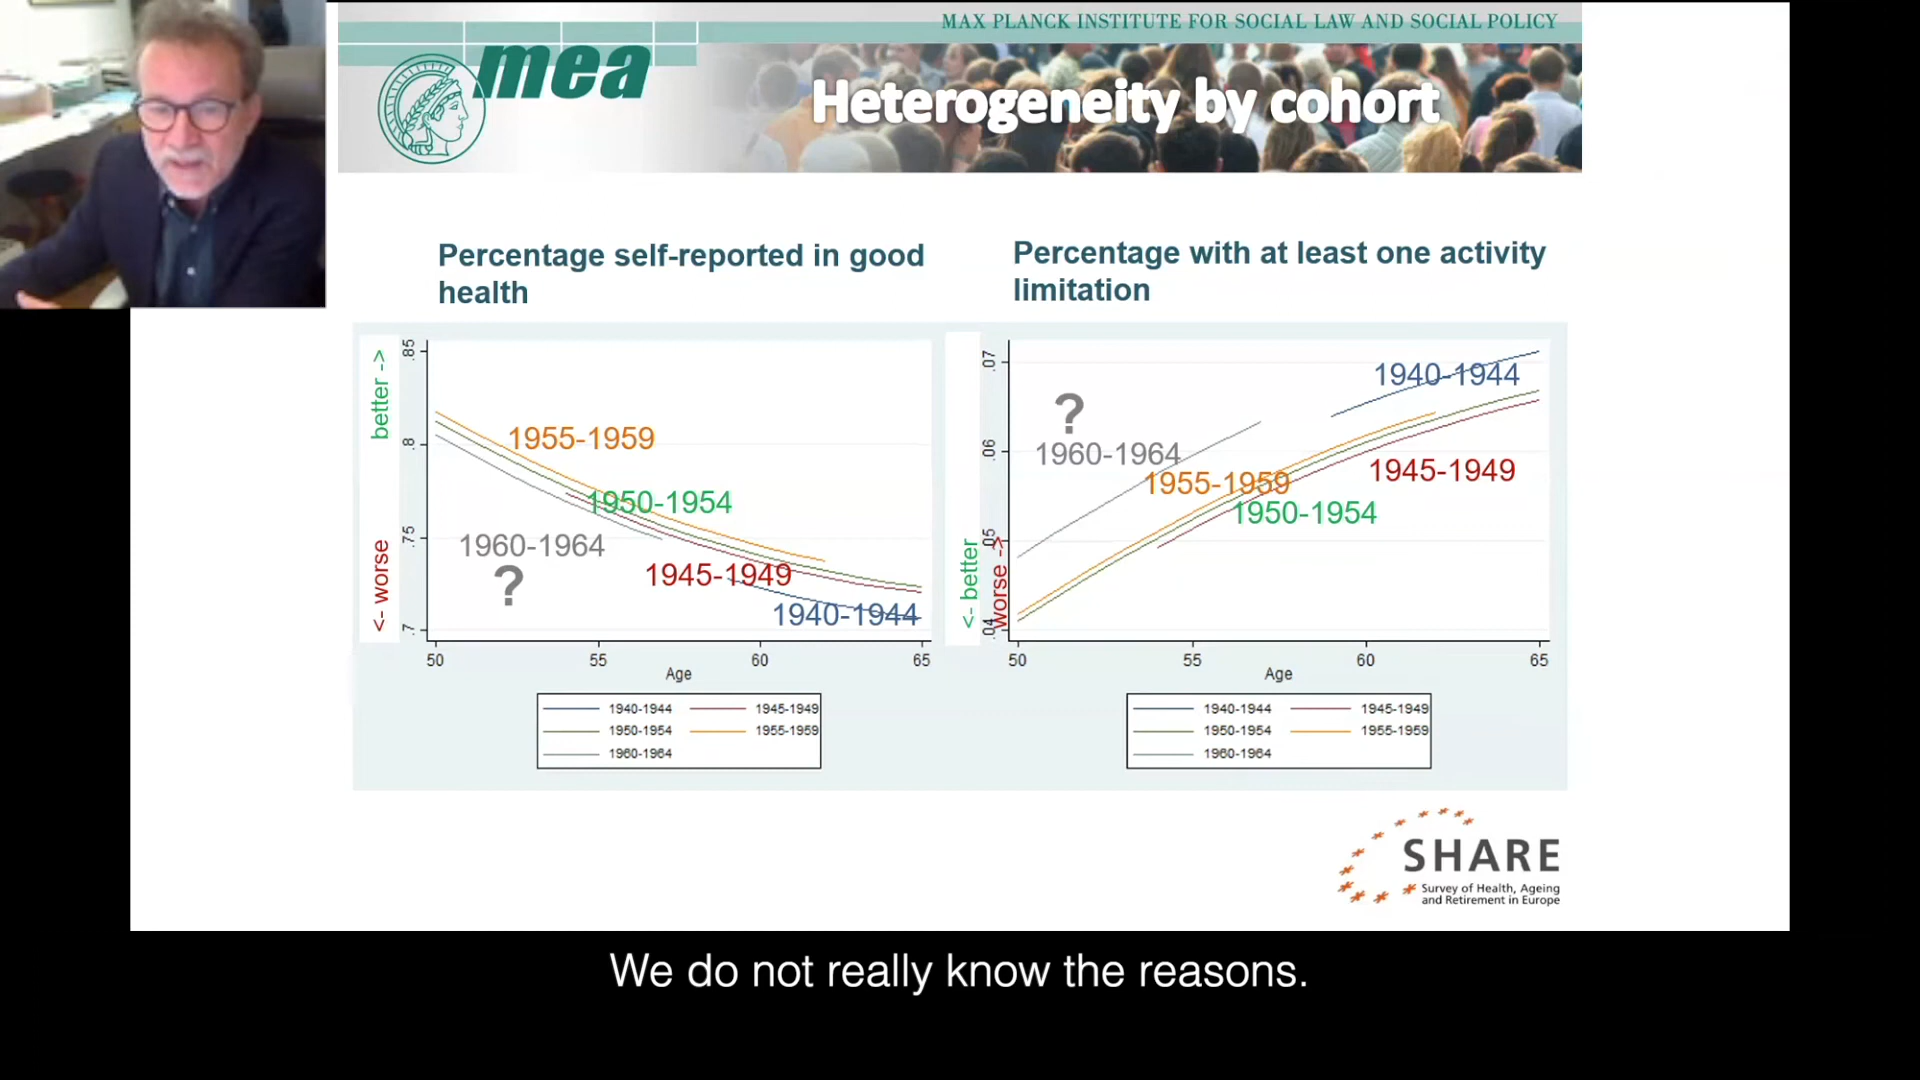 MAX PLANCK INSTITUTE FOR SOCIAL LAW AND SOCIAL POLICY
mea
Heterogeneity by cohort
Percentage self-reported in good
health
better ->
<- worse
.85
.8
.75
.7
1955-1959
1950-1954
1960-1964
?
1945-1949
1940-1944
50 55 60 65
Age
1940-1944 1945-1949
1950-1954 1955-1959
1960-1964
Percentage with at least one activity
limitation
<- better
worse ->
.07
.06
.05
.04
1940-1944
?
1960-1964
1955-1959
1945-1949
1950-1954
50 55 60 65
Age
1940-1944 1945-1949
1950-1954 1955-1959
1960-1964
SHARE
Survey of Health, Ageing
and Retirement in Europe
We do not really know the reasons.